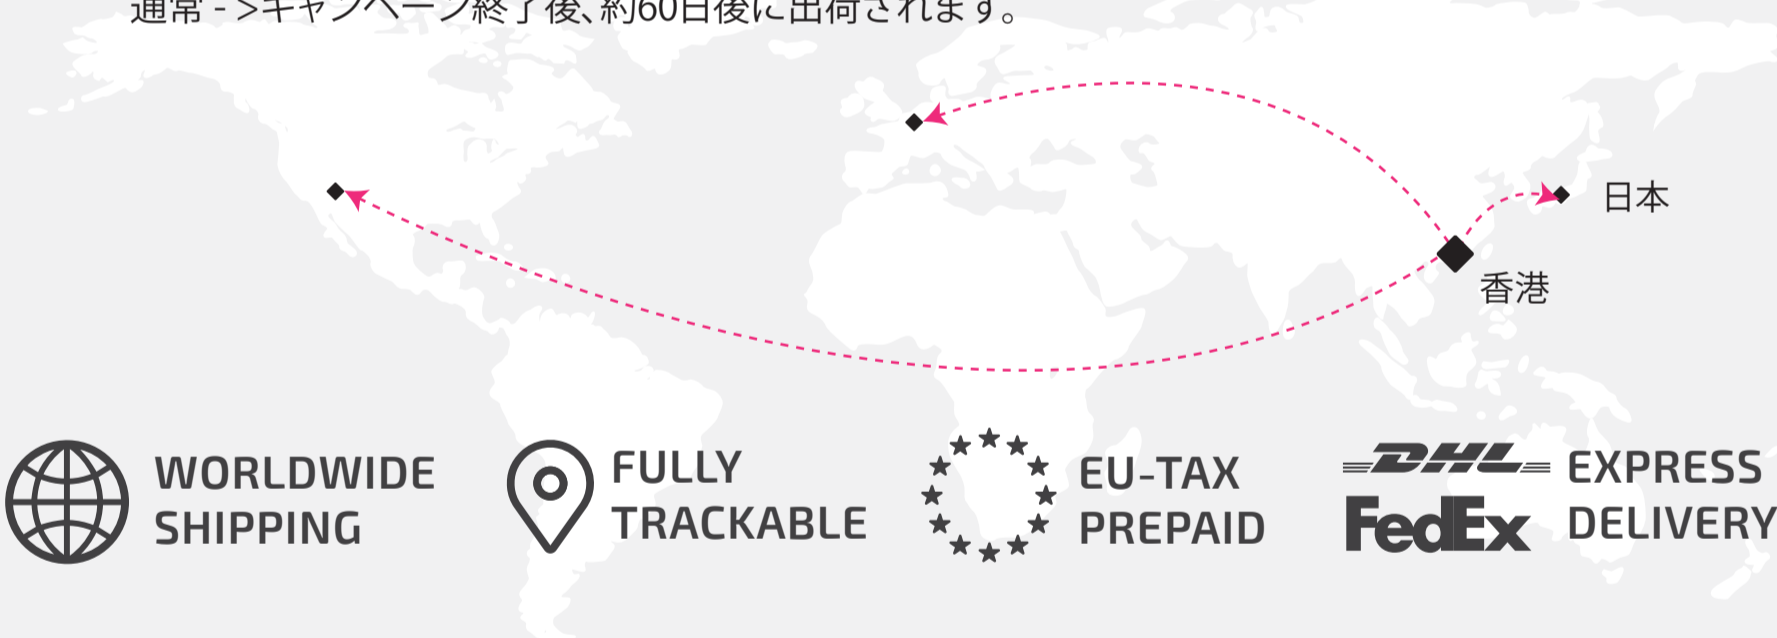 通常 - >キャンペーン終了後、約60日後に出荷されます。
日本
香港
WORLDWIDE
SHIPPING
FULLY
TRACKABLE
EU-TAX
PREPAID
DHL
FedEx
EXPRESS
DELIVERY